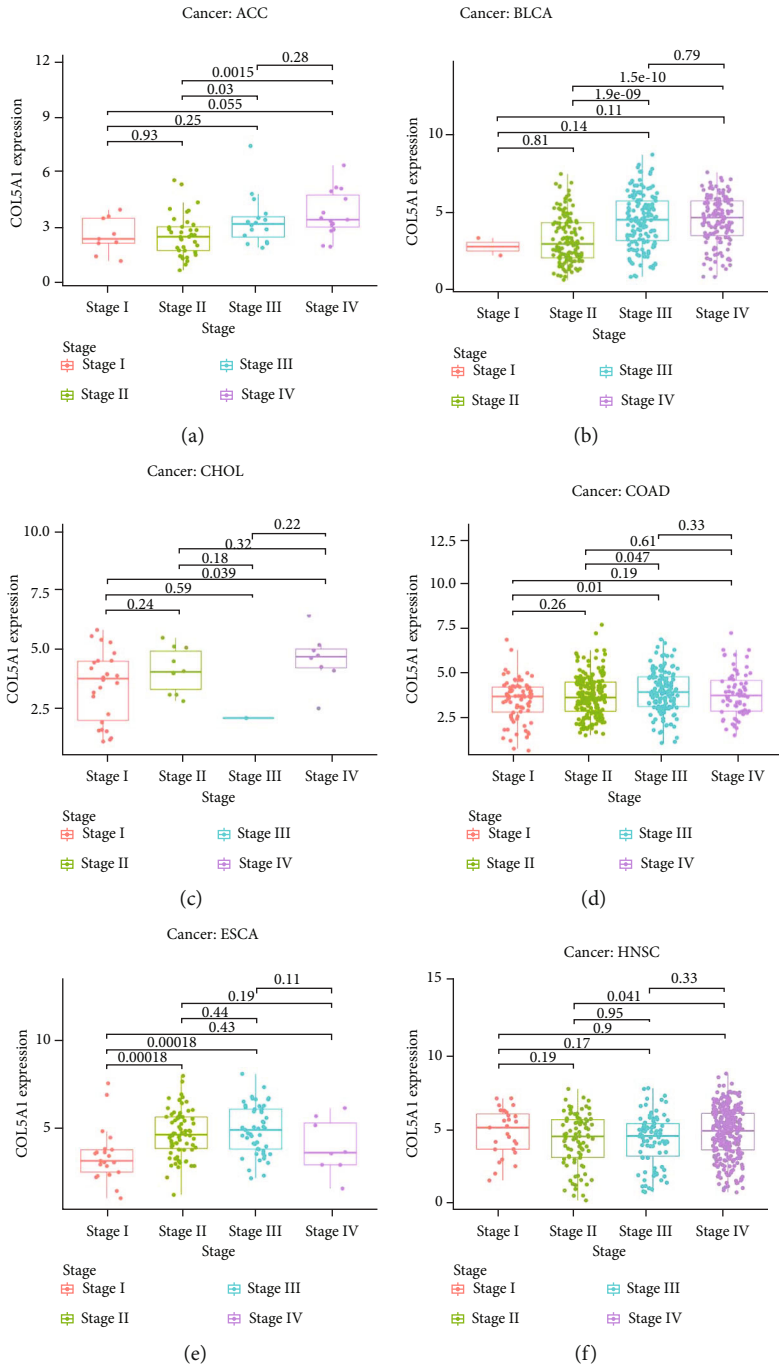 Cancer: ACC
12
9
6
3
0
COL5A1 expression
0.28
0.0015
0.03
0.055
0.25
0.93
Stage I Stage II Stage III Stage IV
Stage
Stage
Stage I Stage III
Stage II Stage IV
(a)
Cancer: BLCA
10
5
0
COL5A1 expression
0.79
1.5e-10
1.9e-09
0.11
0.14
0.81
Stage I Stage II Stage III Stage IV
Stage
Stage
Stage I Stage III
Stage II Stage IV
(b)
Cancer: CHOL
10.0
7.5
5.0
2.5
COL5A1 expression
0.22
0.32
0.18
0.039
0.59
0.24
Stage I Stage II Stage III Stage IV
Stage
Stage
Stage I Stage III
Stage II Stage IV
(c)
Cancer: COAD
12.5
10.0
7.5
5.0
2.5
COL5A1 expression
0.33
0.61
0.047
0.19
0.01
0.26
Stage I Stage II Stage III Stage IV
Stage
Stage
Stage I Stage III
Stage II Stage IV
(d)
Cancer: ESCA
10
5
COL5A1 expression
0.11
0.19
0.44
0.43
0.00018
0.00018
Stage I Stage II Stage III Stage IV
Stage
Stage
Stage I Stage III
Stage II Stage IV
(e)
Cancer: HNSC
15
10
5
0
COL5A1 expression
0.33
0.041
0.95
0.9
0.17
0.19
Stage I Stage II Stage III Stage IV
Stage
Stage
Stage I Stage III
Stage II Stage IV
(f)